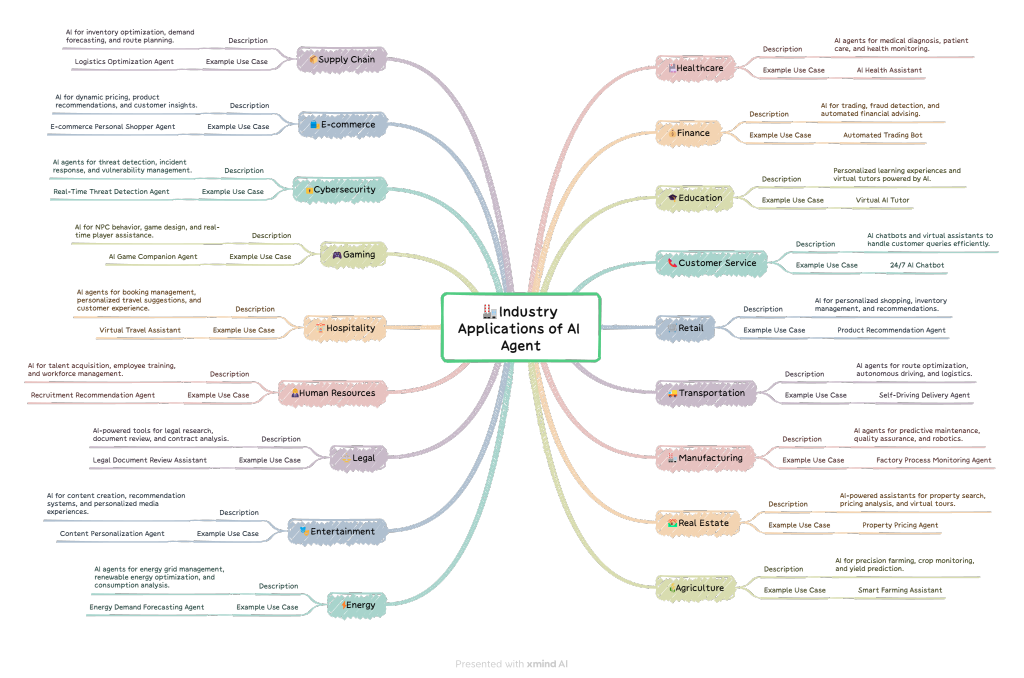 Industry
Applications of AI
Agent
Healthcare
Description
AI agents for medical diagnosis, patient
care, and health monitoring.
Example Use Case
AI Health Assistant
Finance
Description
AI for trading, fraud detection, and
automated financial advising.
Example Use Case
Automated Trading Bot
Education
Description
Personalized learning experiences and
virtual tutors powered by AI.
Example Use Case
Virtual AI Tutor
Customer Service
Description
AI chatbots and virtual assistants to
handle customer queries efficiently.
Example Use Case
24/7 AI Chatbot
Retail
Description
AI for personalized shopping, inventory
management, and recommendations.
Example Use Case
Product Recommendation Agent
Transportation
Description
AI agents for route optimization,
autonomous driving, and logistics.
Example Use Case
Self-Driving Delivery Agent
Manufacturing
Description
AI agents for predictive maintenance,
quality assurance, and robotics.
Example Use Case
Factory Process Monitoring Agent
Real Estate
Description
AI-powered assistants for property search,
pricing analysis, and virtual tours.
Example Use Case
Property Pricing Agent
Agriculture
Description
AI for precision farming, crop monitoring,
and yield prediction.
Example Use Case
Smart Farming Assistant
Supply Chain
Description
AI for inventory optimization, demand
forecasting, and route planning.
Example Use Case
Logistics Optimization Agent
E-commerce
Description
AI for dynamic pricing, product
recommendations, and customer insights.
Example Use Case
E-commerce Personal Shopper Agent
Cybersecurity
Description
AI agents for threat detection, incident
response, and vulnerability management.
Example Use Case
Real-Time Threat Detection Agent
Gaming
Description
AI for NPC behavior, game design, and real-
time player assistance.
Example Use Case
AI Game Companion Agent
Hospitality
Description
AI agents for booking management,
personalized travel suggestions, and
customer experience.
Example Use Case
Virtual Travel Assistant
Human Resources
Description
AI for talent acquisition, employee training,
and workforce management.
Example Use Case
Recruitment Recommendation Agent
Legal
Description
AI-powered tools for legal research,
document review, and contract analysis.
Example Use Case
Legal Document Review Assistant
Entertainment
Description
AI for content creation, recommendation
systems, and personalized media
experiences.
Example Use Case
Content Personalization Agent
Energy
Description
AI agents for energy grid management,
renewable energy optimization, and
consumption analysis.
Example Use Case
Energy Demand Forecasting Agent
Presented with xmind AI